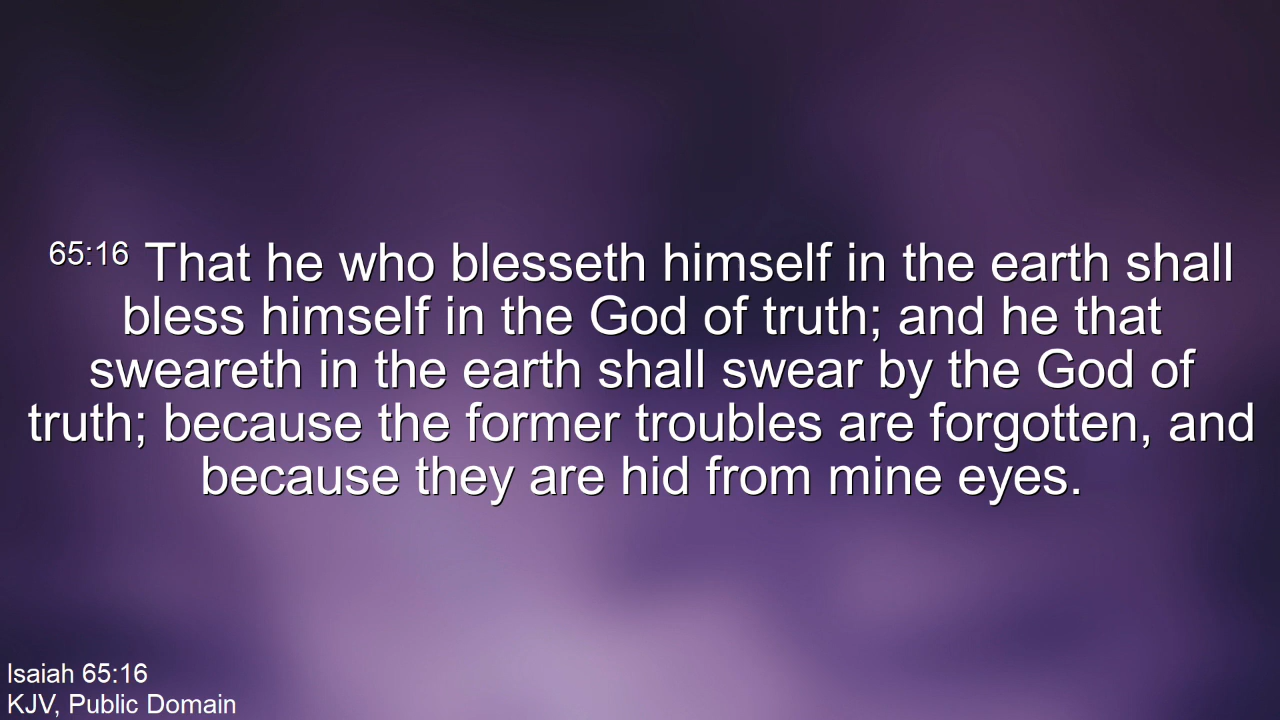 65:16 That he who blesseth himself in the earth shall
bless himself in the God of truth; and he that
sweareth in the earth shall swear by the God of
truth; because the former troubles are forgotten, and
because they are hid from mine eyes.
Isaiah 65:16
KJV, Public Domain